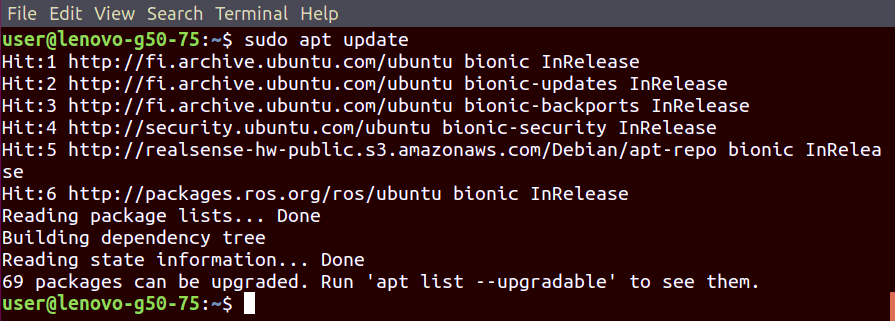 File Edit View Search Terminal Help
user@lenovo-g50-75:~$ sudo apt update
Hit:1 http://fi.archive.ubuntu.com/ubuntu bionic InRelease
Hit:2 http://fi.archive.ubuntu.com/ubuntu bionic-updates InRelease
Hit:3 http://fi.archive.ubuntu.com/ubuntu bionic-backports InRelease
Hit:4 http://security.ubuntu.com/ubuntu bionic-security InRelease
Hit:5 http://realsense-hw-public.s3.amazonaws.com/Debian/apt-repo bionic InRelea
se
Hit:6 http://packages.ros.org/ros/ubuntu bionic InRelease
Reading package lists... Done
Building dependency tree
Reading state information... Done
69 packages can be upgraded. Run 'apt list --upgradable' to see them.
user@lenovo-g50-75:~$